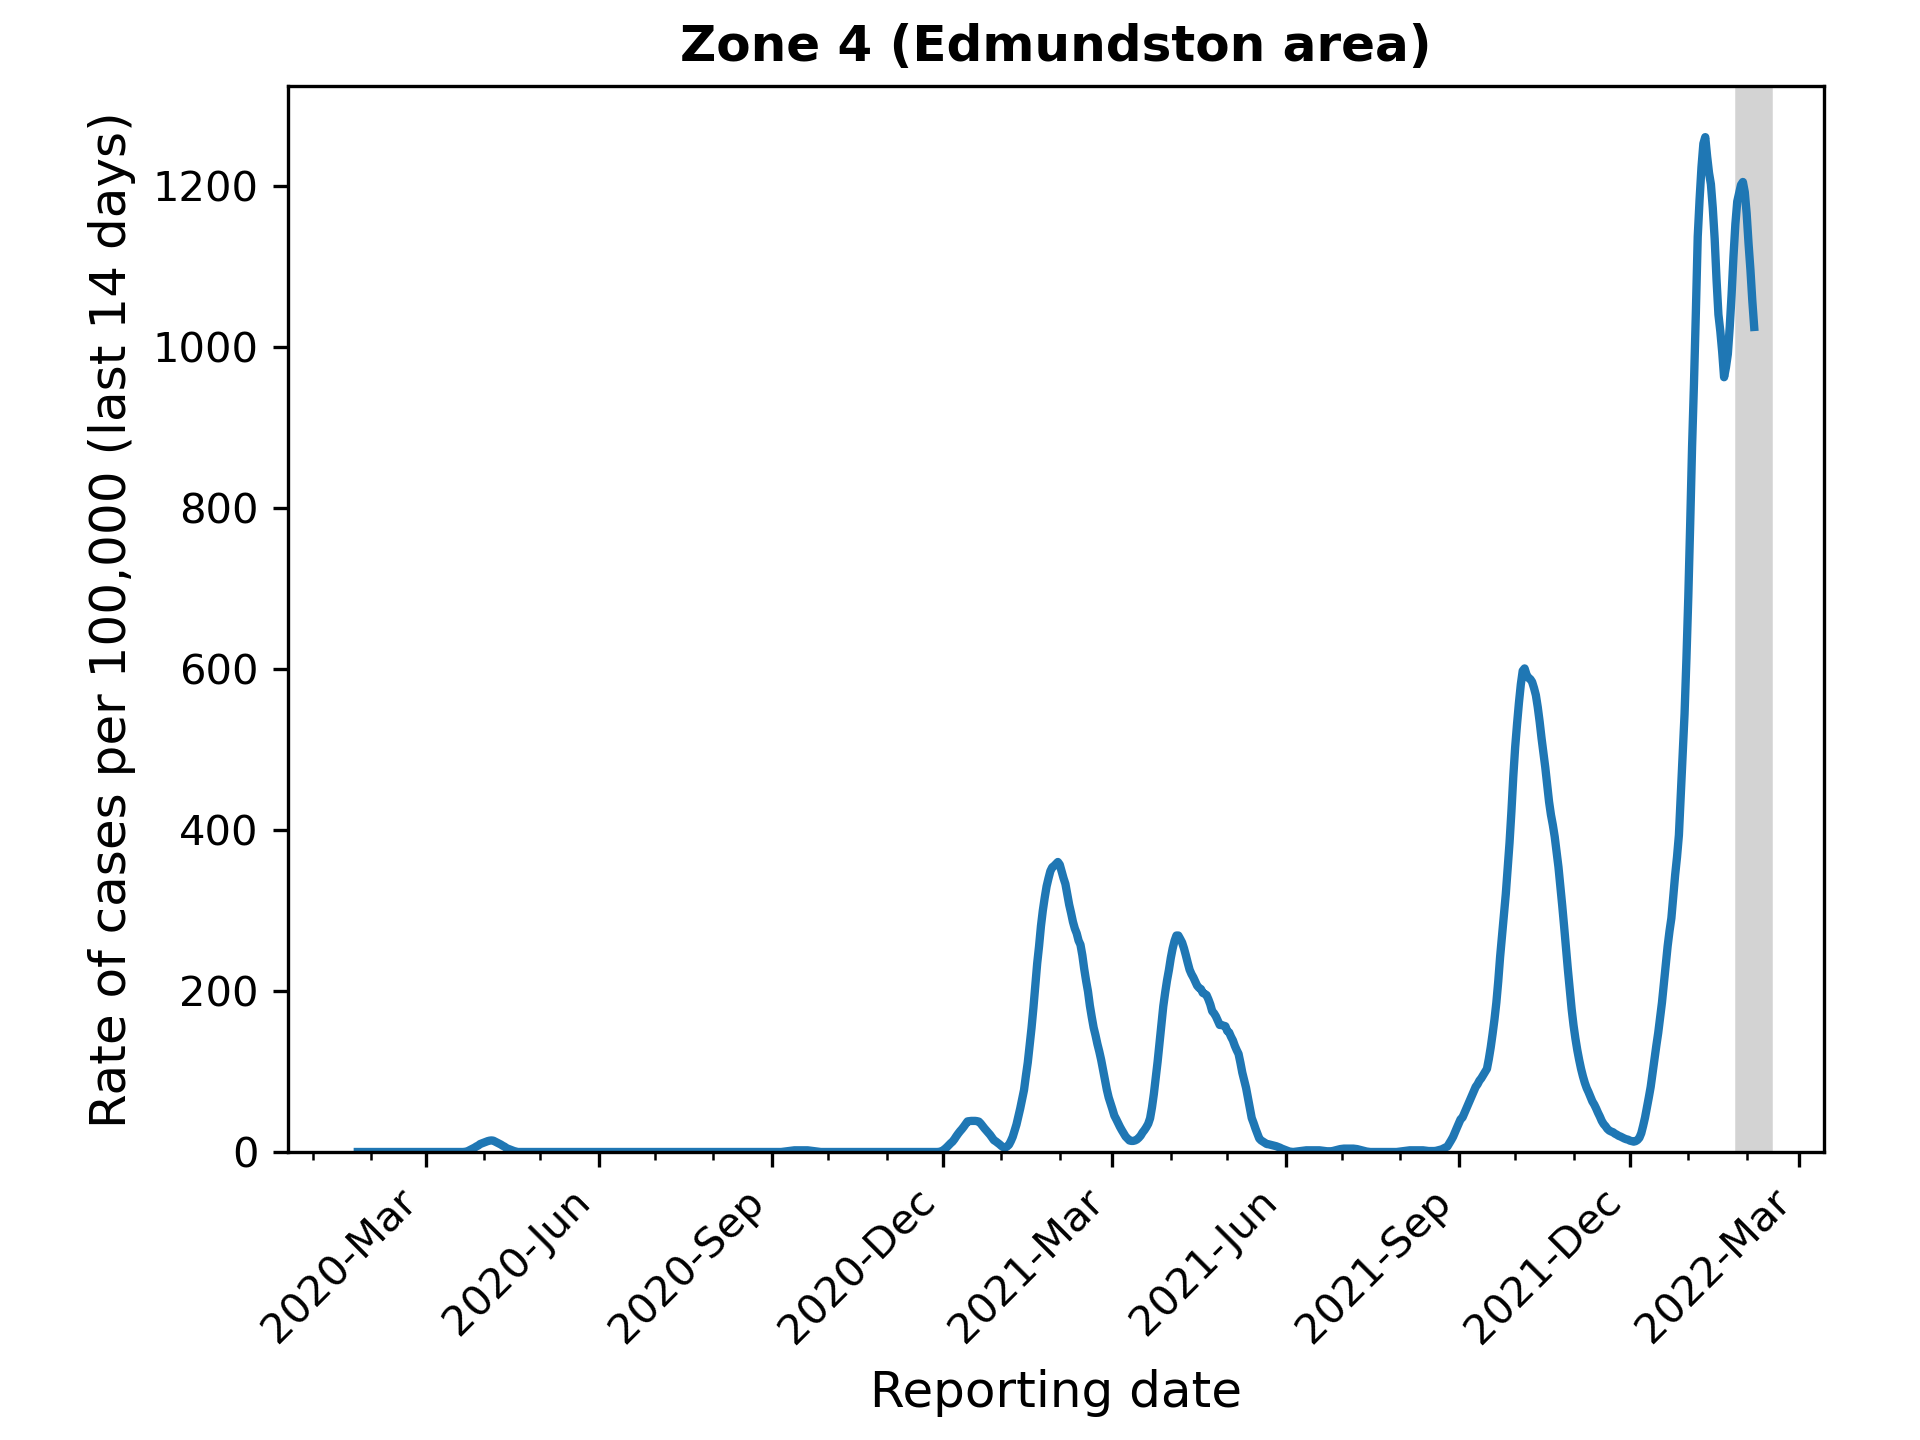 Zone 4 (Edmundston area)
Rate of cases per 100,000 (last 14 days)
1200
1000
800
600
400
200
0
2020-Mar
2020-Jun
2020-Sep
2020-Dec
2021-Mar
2021-Jun
2021-Sep
2021-Dec
2022-Mar
Reporting date